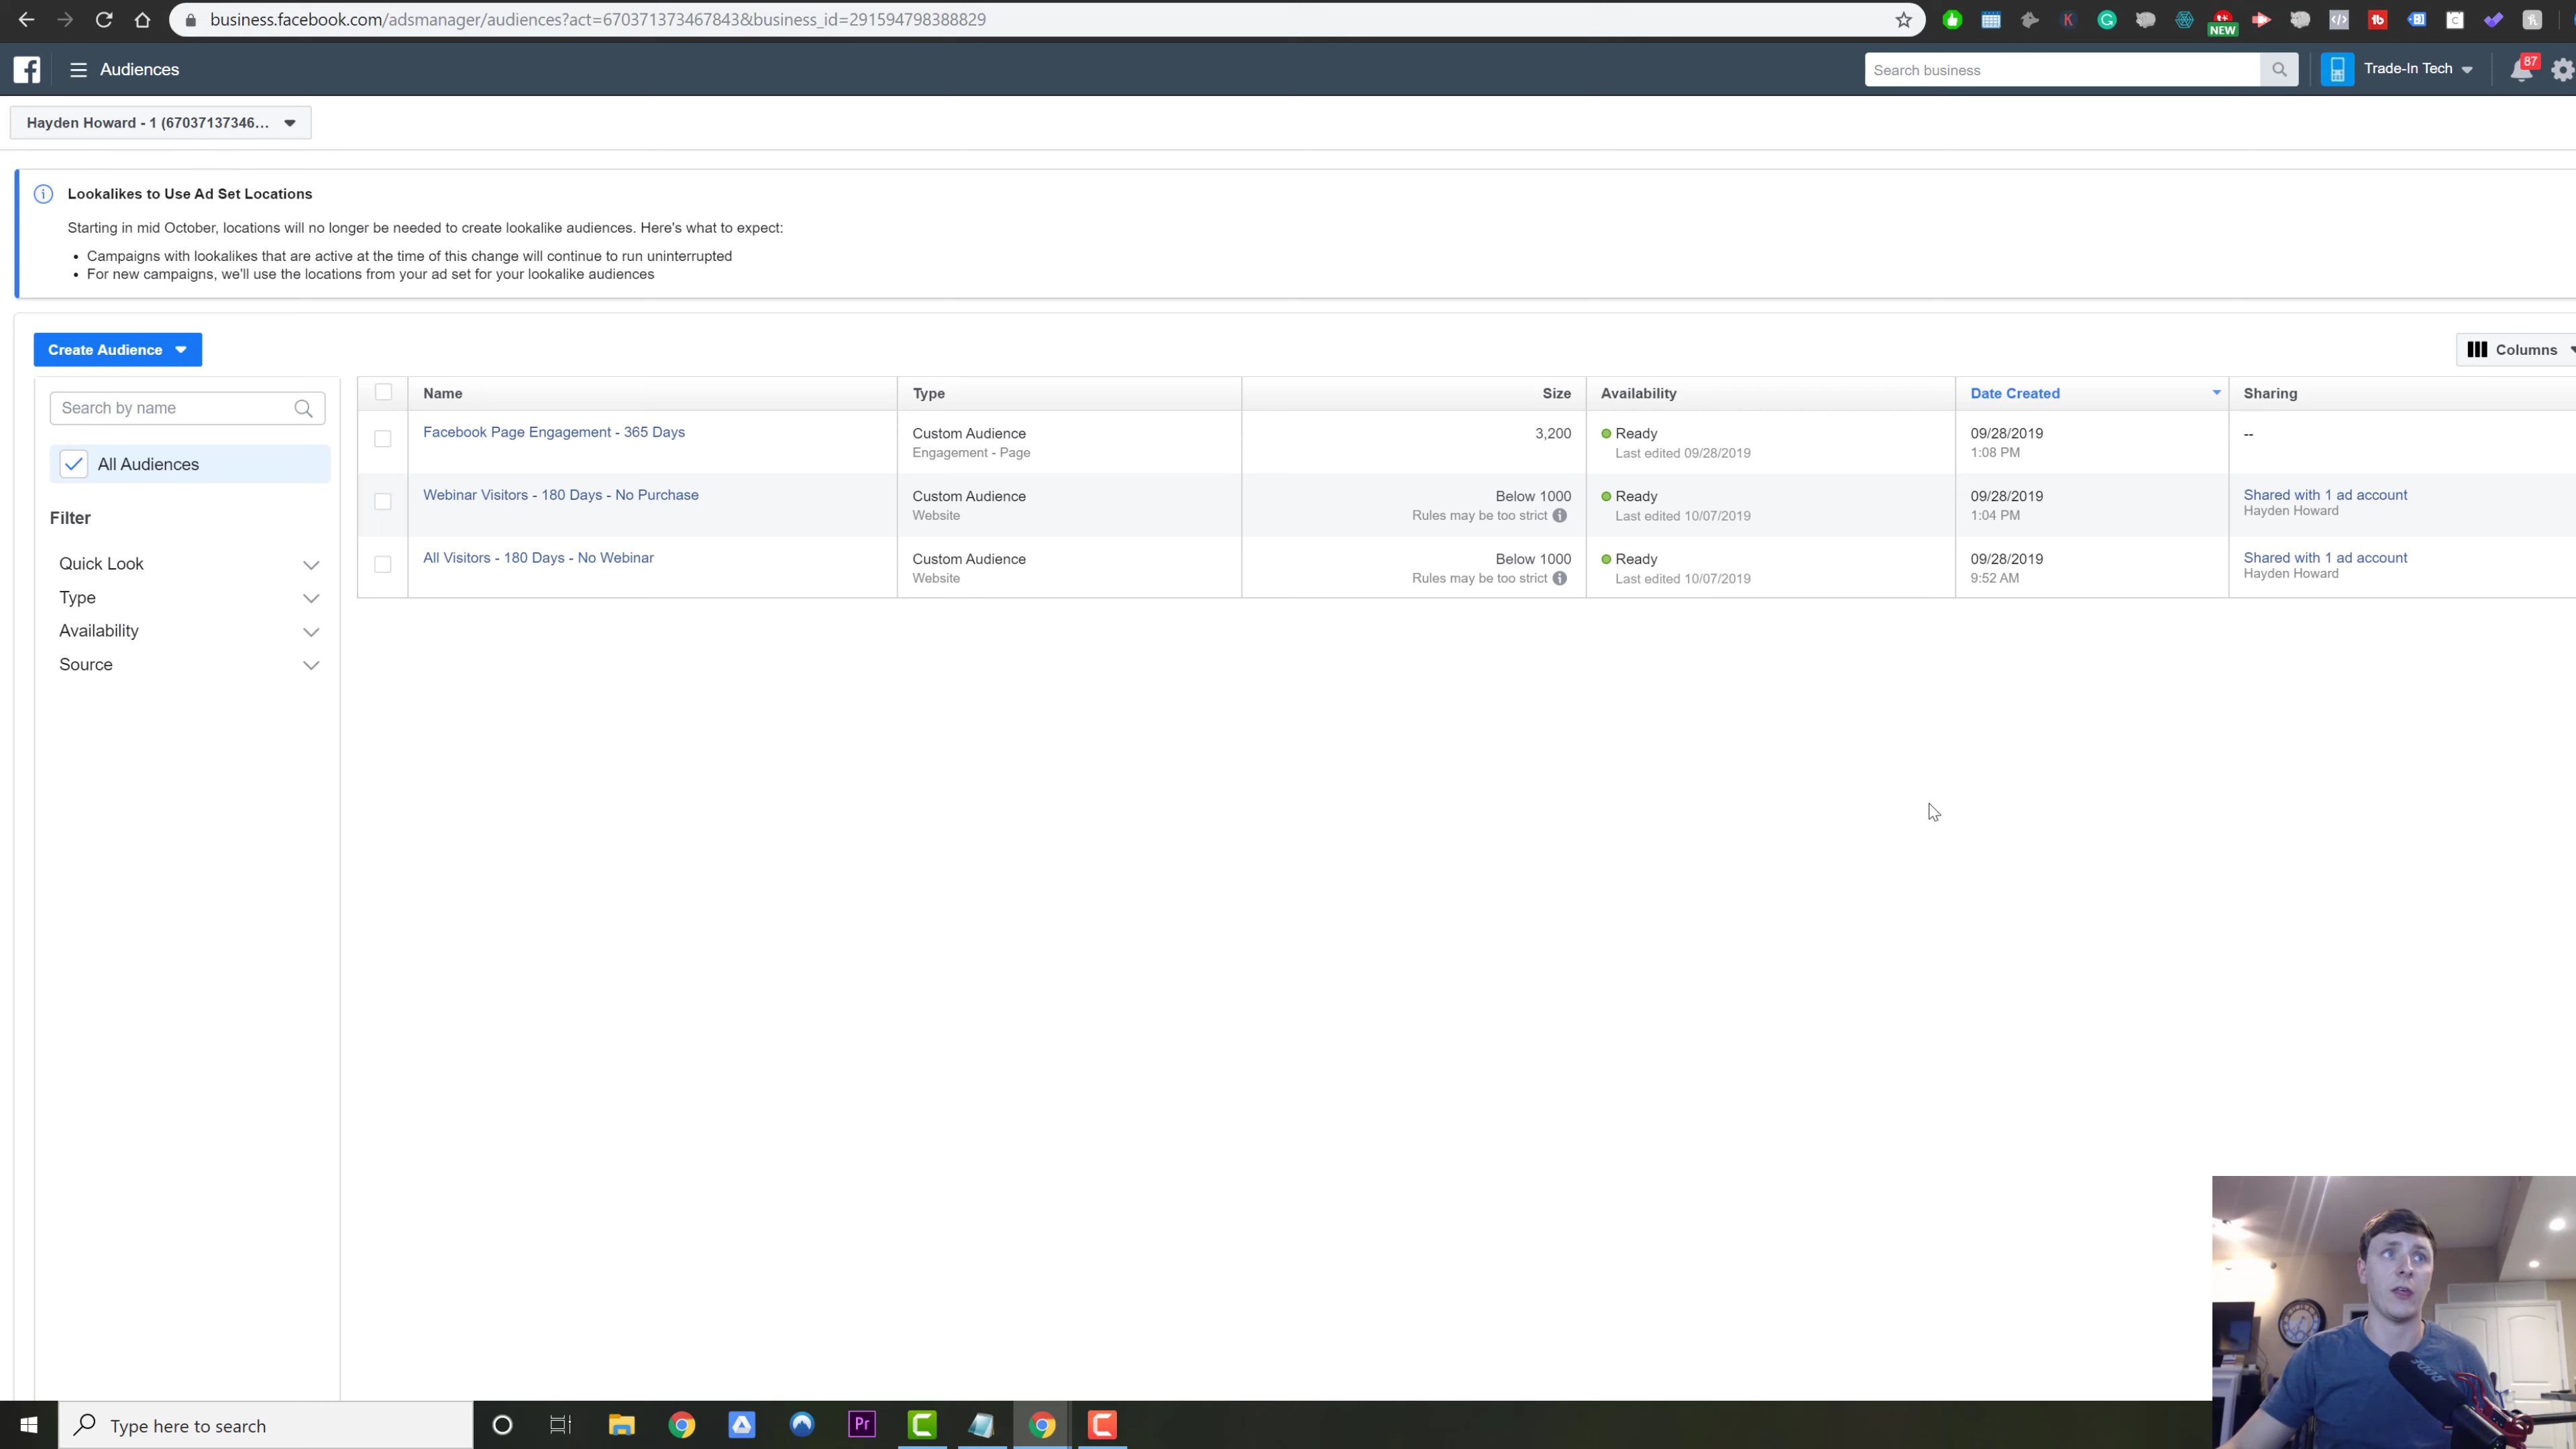 business.facebook.com/adsmanager/audiences?act=670371373467843&business_id=291594798388829
NEW
Audiences
Search business
Trade-In Tech
87
Hayden Howard - 1 (67037137346...
Lookalikes to Use Ad Set Locations
Starting in mid October, locations will no longer be needed to create lookalike audiences. Here's what to expect:
• Campaigns with lookalikes that are active at the time of this change will continue to run uninterrupted
• For new campaigns, we'll use the locations from your ad set for your lookalike audiences
Create Audience
Columns
Search by name
All Audiences
Filter
Quick Look
Type
Availability
Source
Name Type Size Availability Date Created Sharing
Facebook Page Engagement - 365 Days Custom Audience 3,200 Ready 09/28/2019 --
Engagement - Page Last edited 09/28/2019 1:08 PM
Webinar Visitors - 180 Days - No Purchase Custom Audience Below 1000 Ready 09/28/2019 Shared with 1 ad account
Website Rules may be too strict Last edited 10/07/2019 1:04 PM Hayden Howard
All Visitors - 180 Days - No Webinar Custom Audience Below 1000 Ready 09/28/2019 Shared with 1 ad account
Website Rules may be too strict Last edited 10/07/2019 9:52 AM Hayden Howard
RODE
Type here to search
Pr